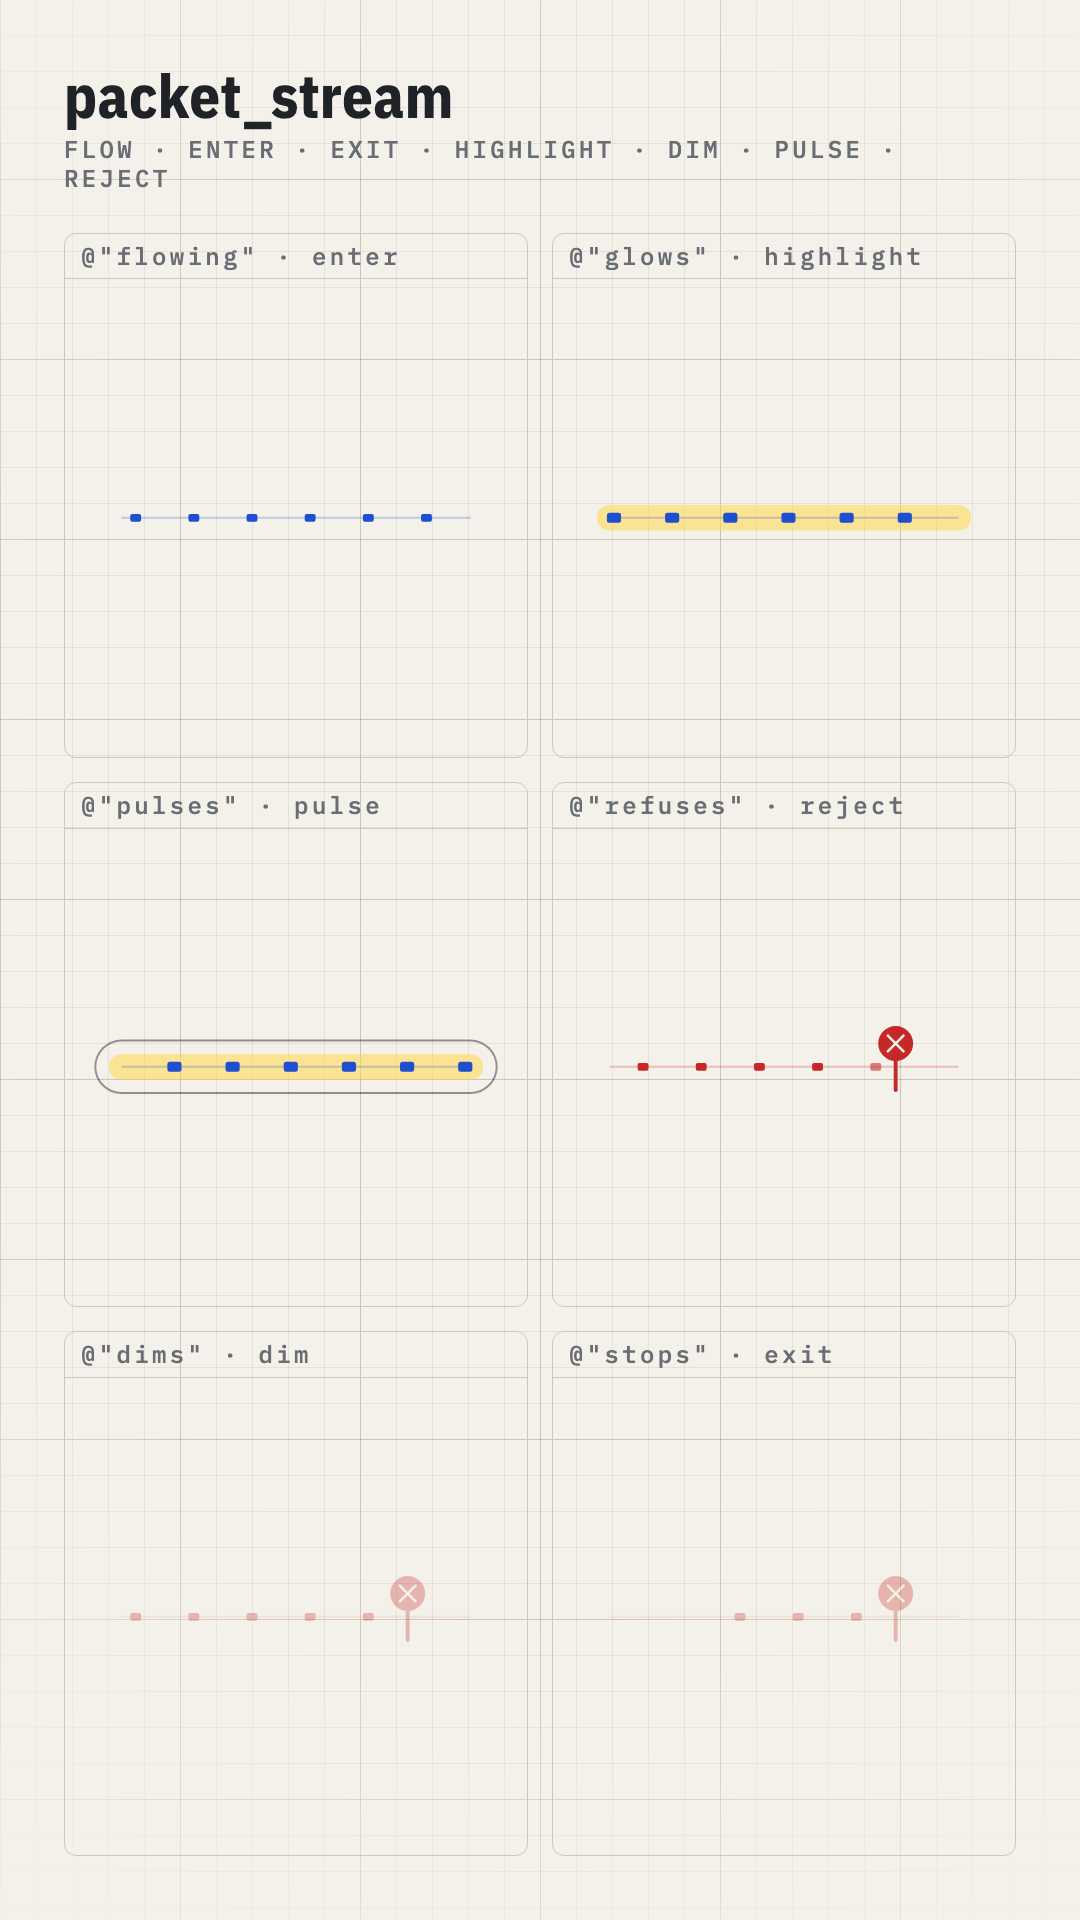 packet_stream
FLOW · ENTER · EXIT · HIGHLIGHT · DIM · PULSE ·
REJECT
@"flowing" · enter
@"glows" · highlight
@"pulses" · pulse
@"refuses" · reject
@"dims" · dim
@"stops" · exit